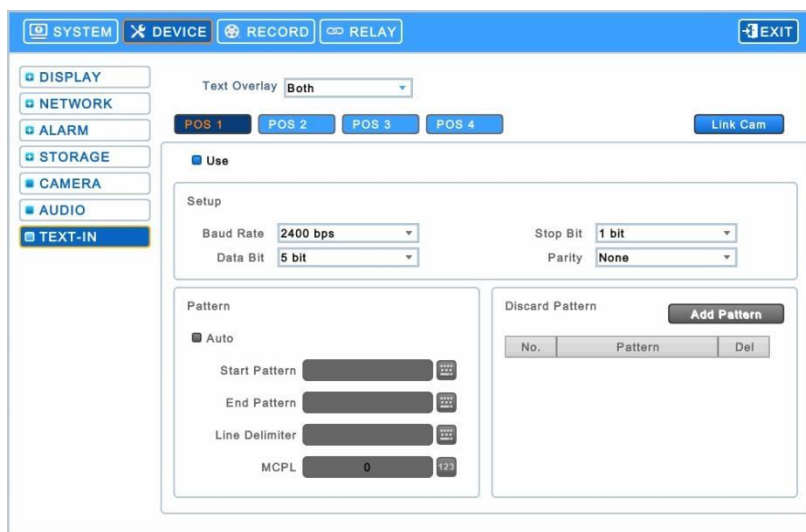 SYSTEM DEVICE RECORD RELAY EXIT
DISPLAY
NETWORK
ALARM
STORAGE
CAMERA
AUDIO
TEXT-IN
Text Overlay Both
POS 1 POS 2 POS 3 POS 4 Link Cam
Use
Setup
Baud Rate 2400 bps Stop Bit 1 bit
Data Bit 5 bit Parity None
Pattern
Auto
Start Pattern
End Pattern
Line Delimiter
MCPL 0 123
Discard Pattern Add Pattern
No. Pattern Del